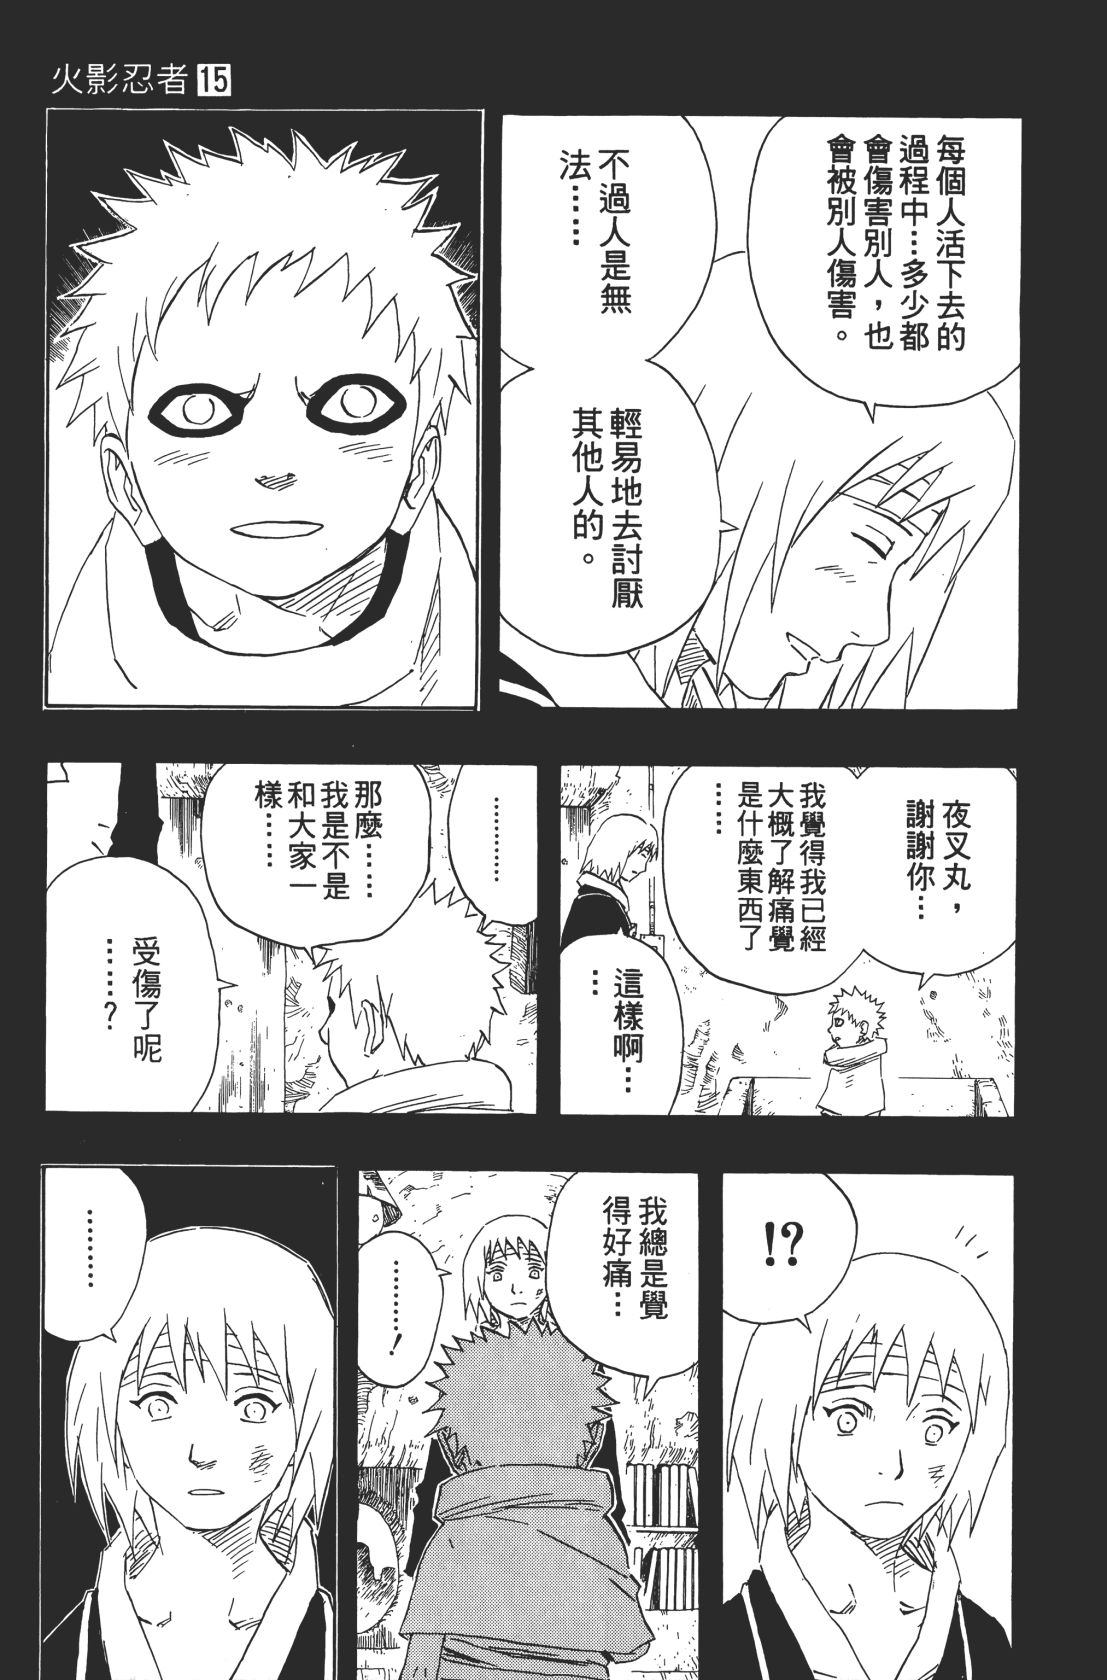 火影忍者15
每個人活下去的
過程中…多少都
會傷害別人，也
會被別人傷害。
不過人是無
法……
輕易地去討厭
其他人的。
夜叉丸，
謝謝你…
我覺得我已經
大概了解痛覺
是什麼東西了
……
這樣啊…
…
…………
那麼……
我是不是
和大家一
樣……
受傷了呢
……？
!?
我總是覺
得好痛…
………！
………